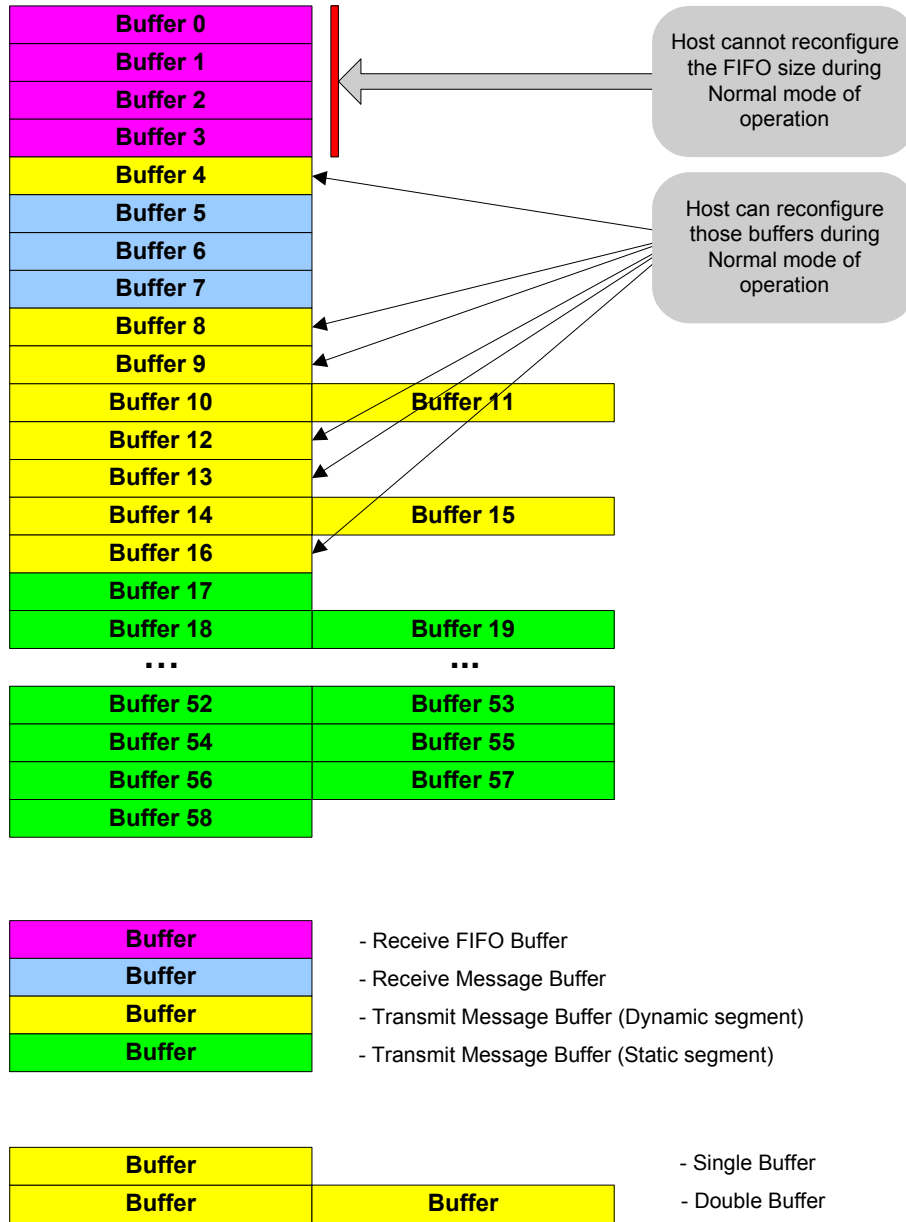 Buffer 0
Buffer 1
Buffer 2
Buffer 3
Host cannot reconfigure
the FIFO size during
Normal mode of
operation
Buffer 4
Buffer 5
Buffer 6
Buffer 7
Host can reconfigure
those buffers during
Normal mode of
operation
Buffer 8
Buffer 9
Buffer 10 Buffer 11
Buffer 12
Buffer 13
Buffer 14 Buffer 15
Buffer 16
Buffer 17
Buffer 18 Buffer 19
... ...
Buffer 52 Buffer 53
Buffer 54 Buffer 55
Buffer 56 Buffer 57
Buffer 58
Buffer - Receive FIFO Buffer
Buffer - Receive Message Buffer
Buffer - Transmit Message Buffer (Dynamic segment)
Buffer - Transmit Message Buffer (Static segment)
Buffer - Single Buffer
Buffer Buffer - Double Buffer